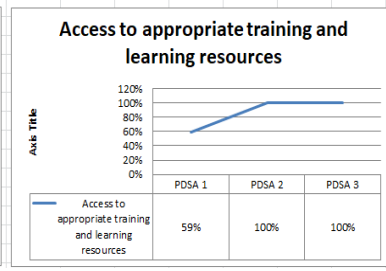 Access to appropriate training and
learning resources
Axis Title
120%
100%
80%
60%
40%
20%
0%
PDSA 1 PDSA 2 PDSA 3
Access to
appropriate training
and learning
resources
59% 100% 100%